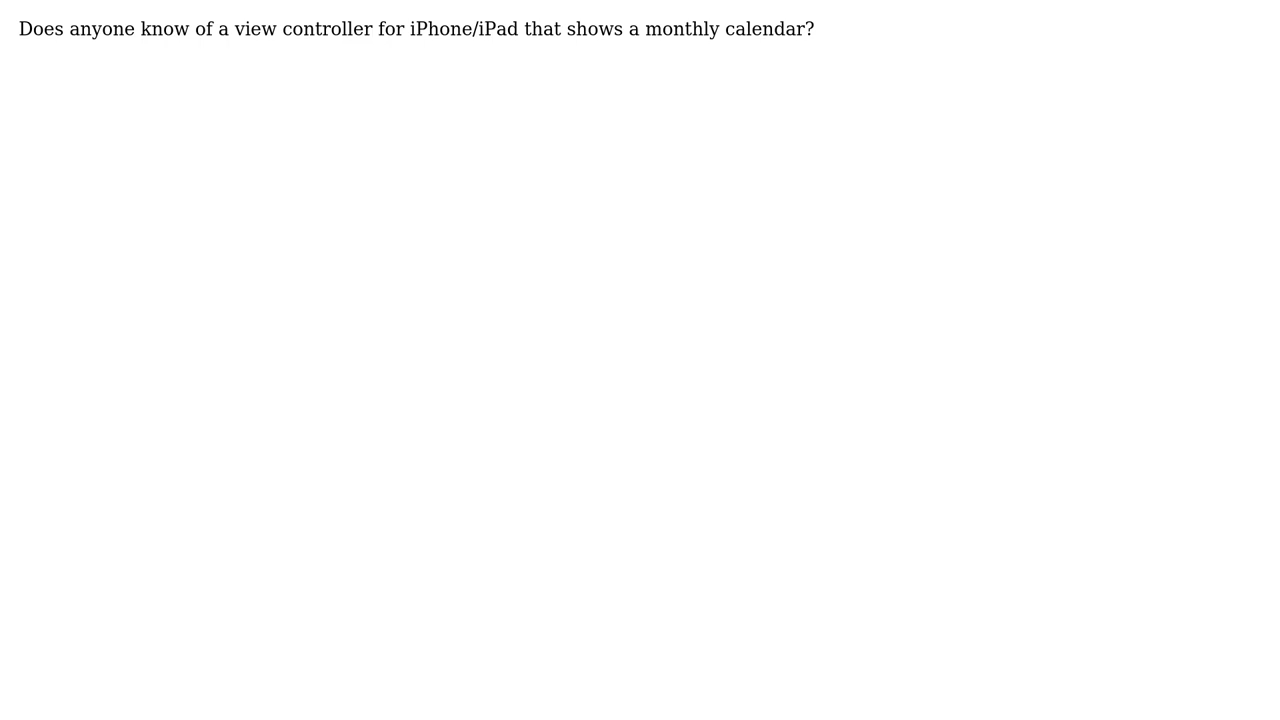 Does anyone know of a view controller for iPhone/iPad that shows a monthly calendar?